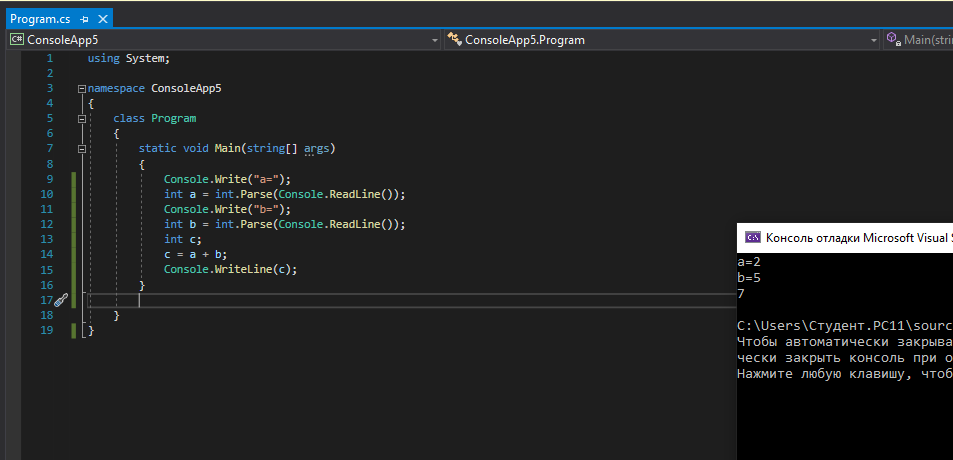 Program.cs
ConsoleApp5
ConsoleApp5.Program
1 using System;
2
3 namespace ConsoleApp5
4 {
5 class Program
6 {
7 static void Main(string[] args)
8 {
9 Console.Write("a=");
10 int a = int.Parse(Console.ReadLine());
11 Console.Write("b=");
12 int b = int.Parse(Console.ReadLine());
13 int c;
14 c = a + b;
15 Console.WriteLine(c);
16 }
17
18 }
19 }
Консоль отладки Microsoft Visual
a=2
b=5
7
C:\Users\Студент.PC11\sourc
Чтобы автоматически закрыва
чески закрыть консоль при о
Нажмите любую клавишу, чтоб